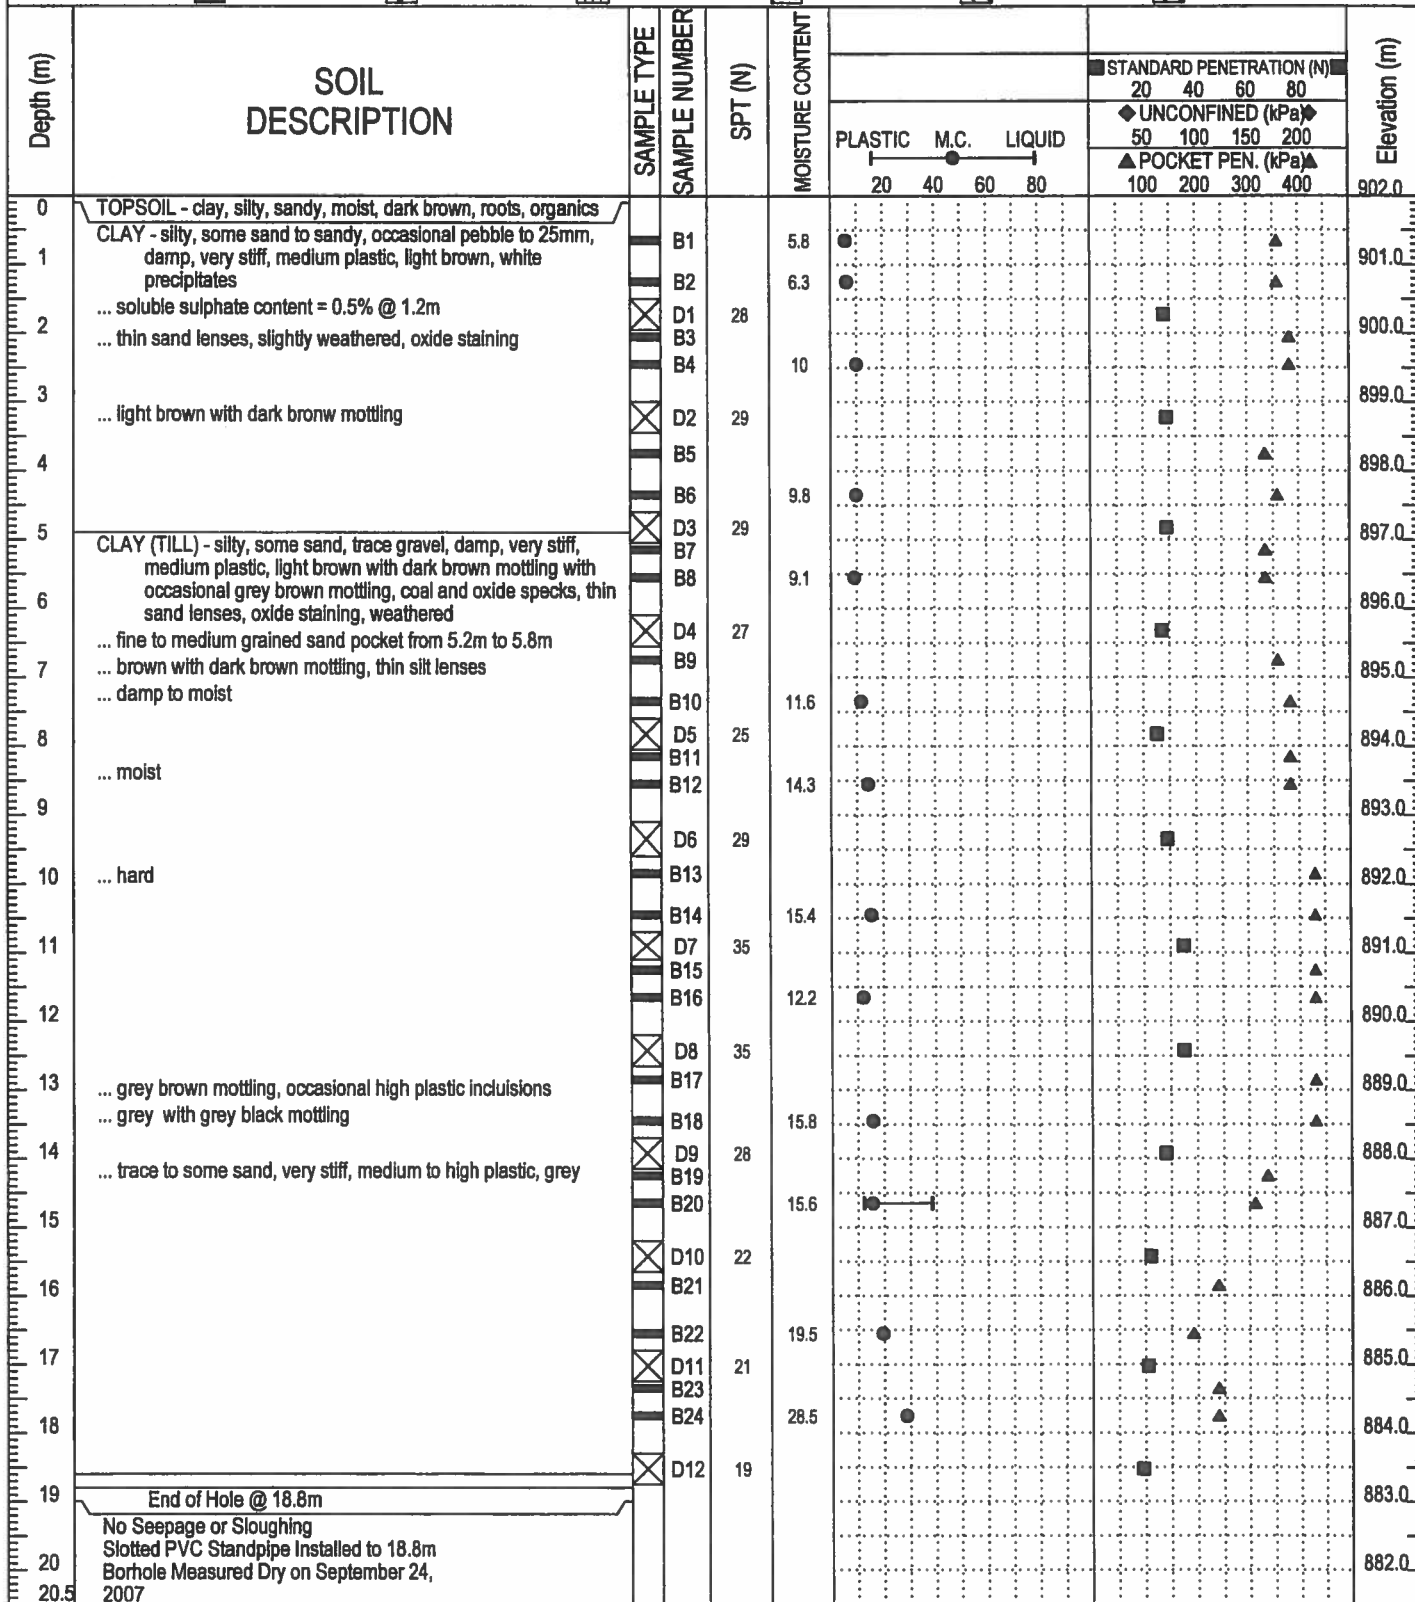 Depth (m)
SOIL
DESCRIPTION
SAMPLE TYPE
SAMPLE NUMBER
SPT (N)
MOISTURE CONTENT
PLASTIC M.C. LIQUID
20 40 60 80
STANDARD PENETRATION (N)
20 40 60 80
UNCONFINED (kPa)
50 100 150 200
POCKET PEN. (kPa)
100 200 300 400
Elevation (m)
902.0
0
TOPSOIL - clay, silty, sandy, moist, dark brown, roots, organics
CLAY - silty, some sand to sandy, occasional pebble to 25mm,
B1 5.8
damp, very stiff, medium plastic, light brown, white
1
901.0
precipitates
B2 6.3
... soluble sulphate content = 0.5% @ 1.2m
D1 28
2
900.0
... thin sand lenses, slightly weathered, oxide staining
B3
B4 10
3
899.0
... light brown with dark bronw mottling
D2 29
B5
4
898.0
B6 9.8
D3 29
5
897.0
CLAY (TILL) - silty, some sand, trace gravel, damp, very stiff,
B7
medium plastic, light brown with dark brown mottling with
B8 9.1
occasional grey brown mottling, coal and oxide specks, thin
6
896.0
sand lenses, oxide staining, weathered
D4 27
... fine to medium grained sand pocket from 5.2m to 5.8m
B9
... brown with dark brown mottling, thin silt lenses
7
895.0
... damp to moist
B10 11.6
D5 25
8
894.0
B11
... moist
B12 14.3
9
893.0
D6 29
10
... hard
B13
892.0
B14 15.4
11
D7 35
891.0
B15
B16 12.2
12
890.0
D8 35
13
B17
889.0
... grey brown mottling, occasional high plastic incluisions
... grey with grey black mottling
B18 15.8
14
D9 28
888.0
... trace to some sand, very stiff, medium to high plastic, grey
B19
B20 15.6
15
887.0
D10 22
16
B21
886.0
B22 19.5
17
D11 21
885.0
B23
B24 28.5
18
884.0
D12 19
19
End of Hole @ 18.8m
883.0
No Seepage or Sloughing
Slotted PVC Standpipe Installed to 18.8m
20
Borhole Measured Dry on September 24,
882.0
20.5
2007